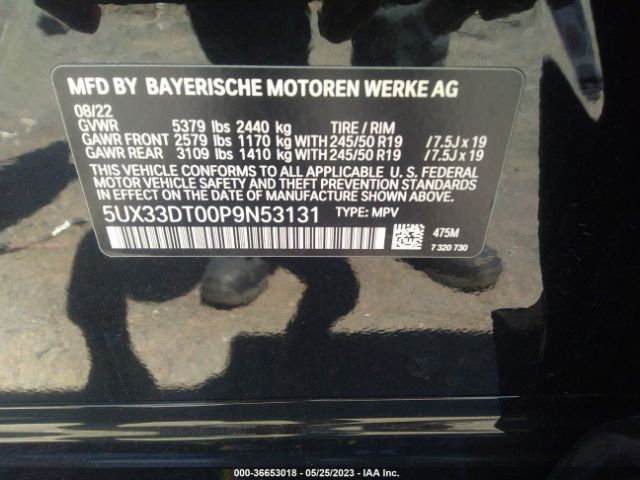 MFD BY BAYERISCHE MOTOREN WERKE AG
08/22
GVWR 5379 lbs 2440 kg TIRE / RIM
GAWR FRONT 2579 lbs 1170 kg WITH 245/50 R19 / 7.5J x 19
GAWR REAR 3109 lbs 1410 kg WITH 245/50 R19 / 7.5J x 19
THIS VEHICLE CONFORMS TO ALL APPLICABLE U. S. FEDERAL
MOTOR VEHICLE SAFETY AND THEFT PREVENTION STANDARDS
IN EFFECT ON THE DATE OF MANUFACTURE SHOWN ABOVE.
5UX33DT00P9N53131 TYPE: MPV
475M
7 320 730
000-36653018 - 05/25/2023 - IAA Inc.